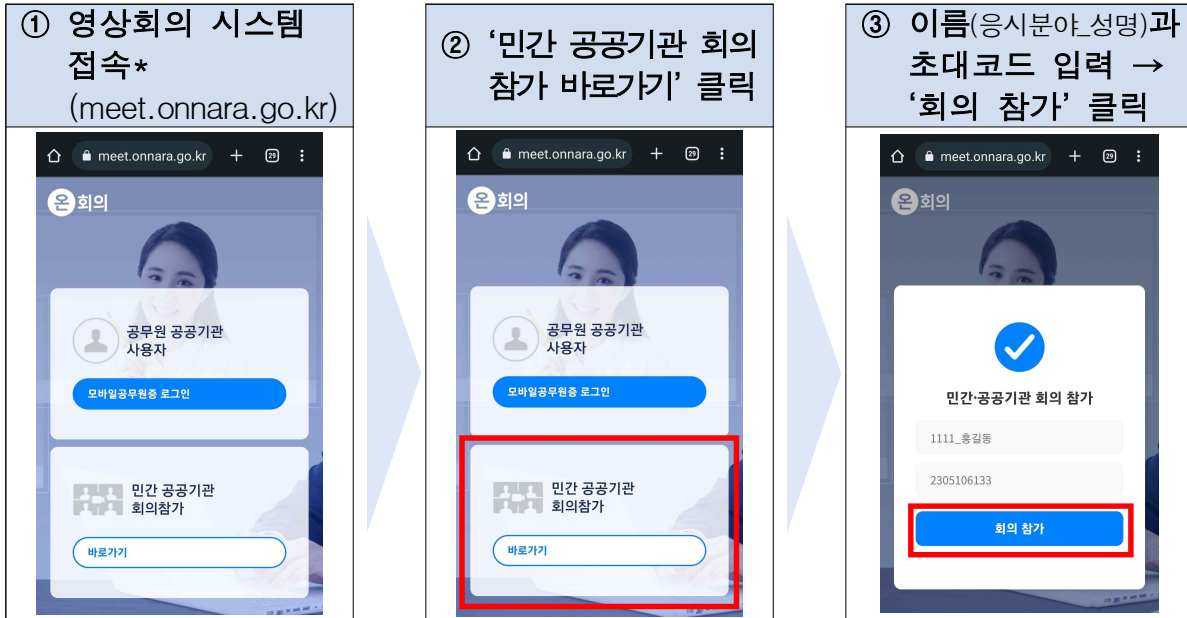 ① 영상회의 시스템
접속*
(meet.onnara.go.kr)
meet.onnara.go.kr + 29
온회의
공무원 공공기관
사용자
모바일공무원증 로그인
민간 공공기관
회의참가
바로가기
② ‘민간 공공기관 회의
참가 바로가기’ 클릭
meet.onnara.go.kr + 29
온회의
공무원 공공기관
사용자
모바일공무원증 로그인
민간 공공기관
회의참가
바로가기
③ 이름(응시분야_성명)과
초대코드 입력 →
‘회의 참가’ 클릭
meet.onnara.go.kr + 29
온회의
민간·공공기관 회의 참가
1111_홍길동
2305106133
회의 참가